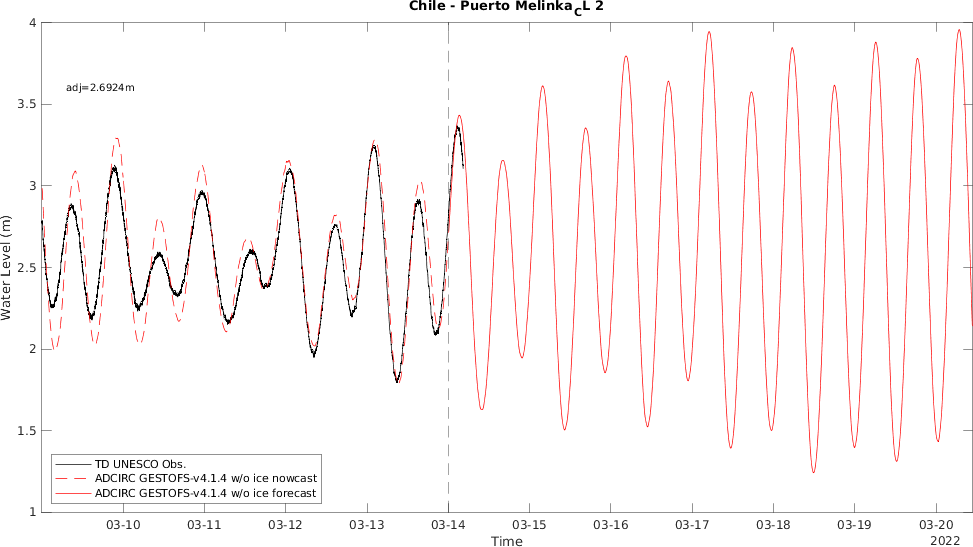 Chile - Puerto Melinka_CL 2
adj=2.6924m
4
3.5
3
2.5
2
1.5
1
Water Level (m)
TD UNESCO Obs.
ADCIRC GESTOFS-v4.1.4 w/o ice nowcast
ADCIRC GESTOFS-v4.1.4 w/o ice forecast
03-10 03-11 03-12 03-13 03-14 03-15 03-16 03-17 03-18 03-19 03-20
Time 2022